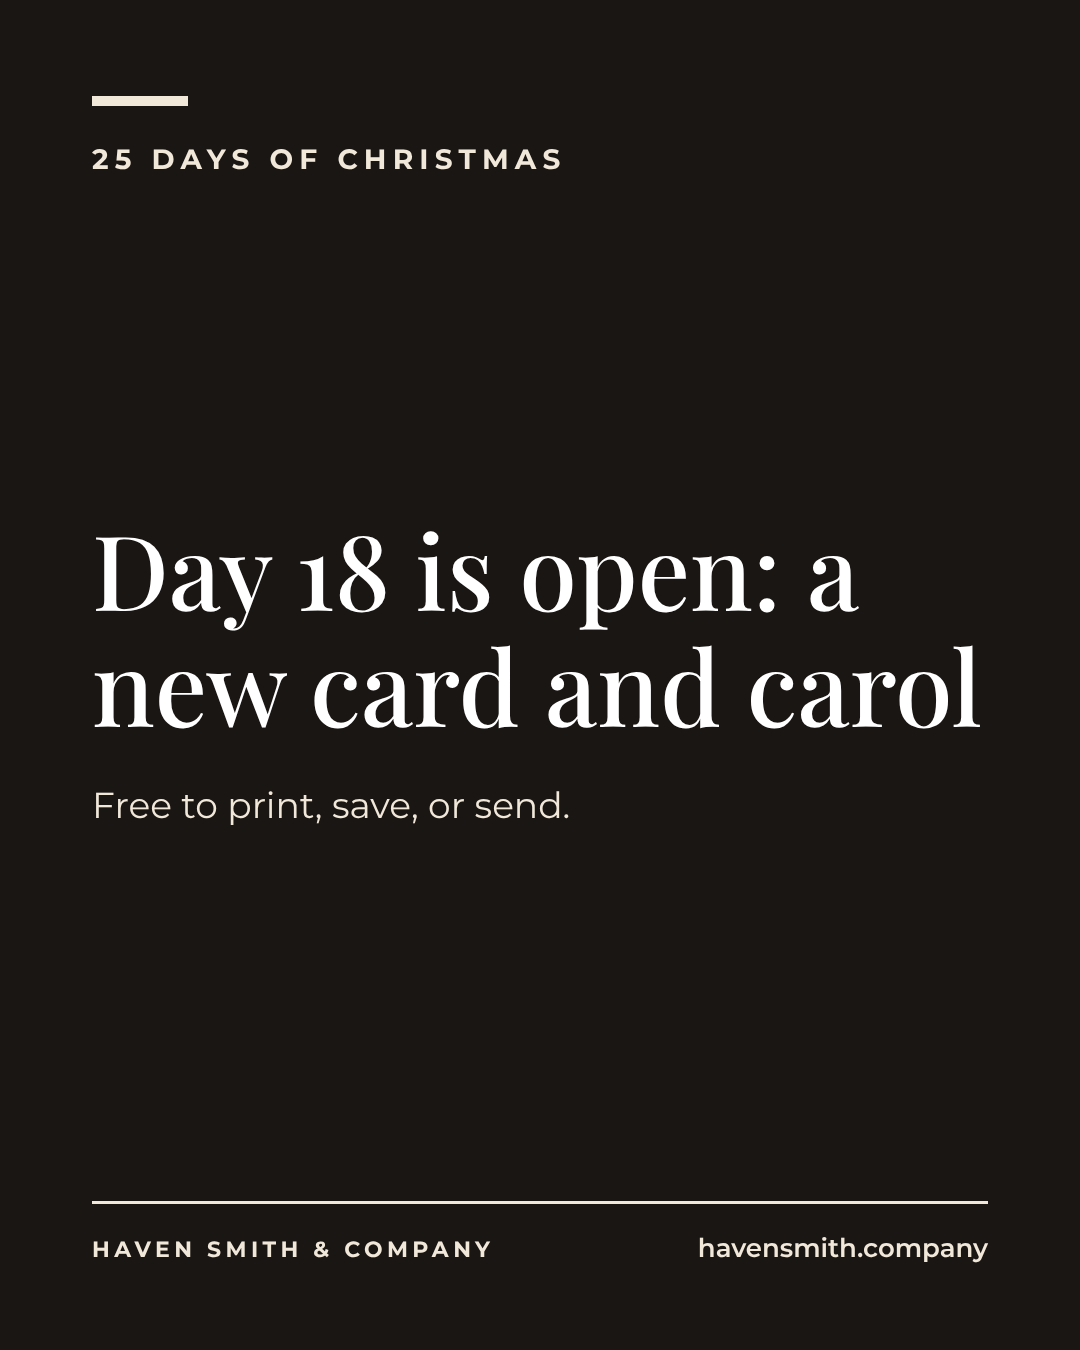 25 DAYS OF CHRISTMAS
Day 18 is open: a
new card and carol
Free to print, save, or send.
HAVEN SMITH & COMPANY
havensmith.company